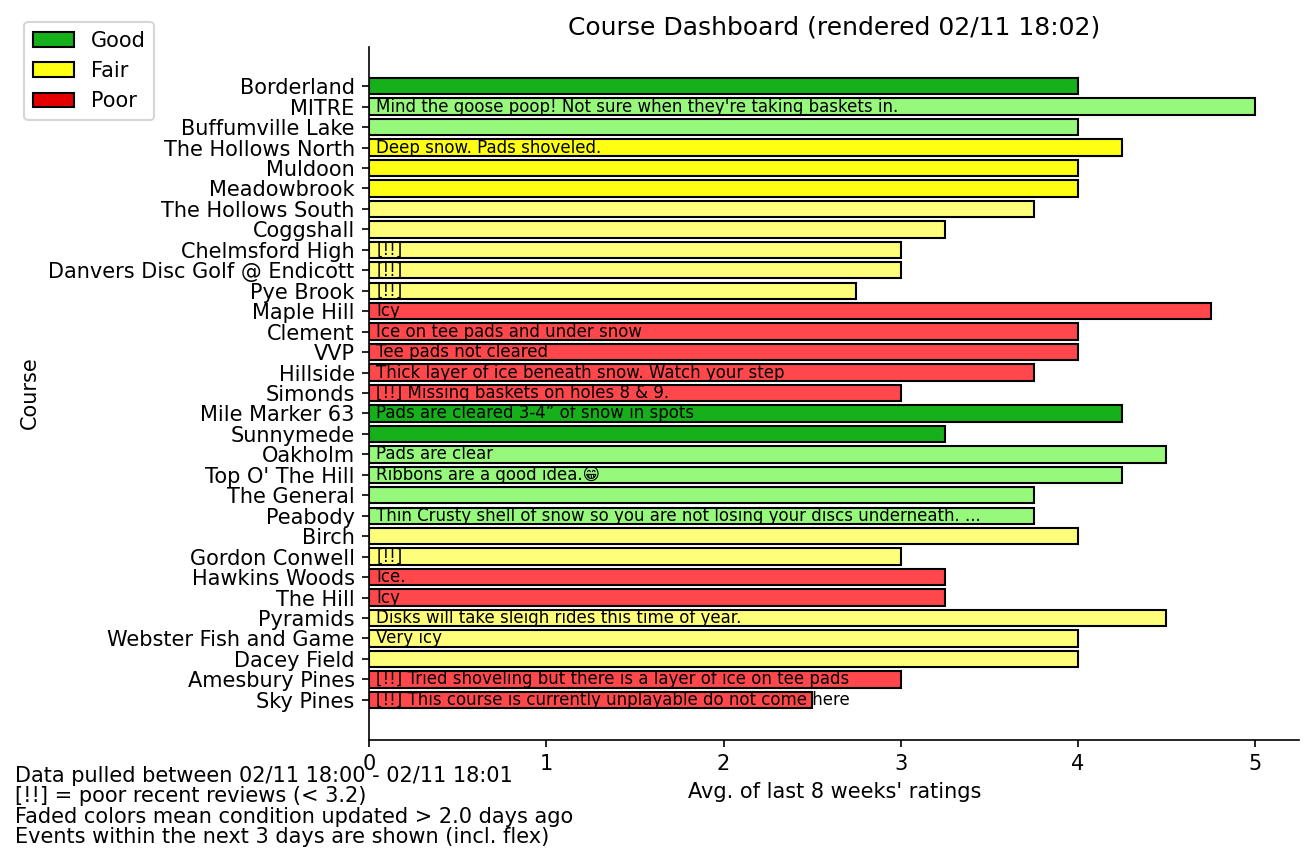 Course Dashboard (rendered 02/11 18:02)
Good
Fair
Poor
Course
Borderland
MITRE Mind the goose poop! Not sure when they're taking baskets in.
Buffumville Lake
The Hollows North Deep snow. Pads shoveled.
Muldoon
Meadowbrook
The Hollows South
Coggshall
Chelmsford High [!!]
Danvers Disc Golf @ Endicott [!!]
Pye Brook [!!]
Maple Hill Icy
Clement Ice on tee pads and under snow
VVP Tee pads not cleared
Hillside Thick layer of ice beneath snow. Watch your step
Simonds [!!] Missing baskets on holes 8 & 9.
Mile Marker 63 Pads are cleared 3-4” of snow in spots
Sunnymede
Oakholm Pads are clear
Top O' The Hill Ribbons are a good idea.😁
The General
Peabody Thin Crusty shell of snow so you are not losing your discs underneath. ...
Birch
Gordon Conwell [!!]
Hawkins Woods Ice.
The Hill Icy
Pyramids Disks will take sleigh rides this time of year.
Webster Fish and Game Very icy
Dacey Field
Amesbury Pines [!!] Tried shoveling but there is a layer of ice on tee pads
Sky Pines [!!] This course is currently unplayable do not come here
0 1 2 3 4 5
Avg. of last 8 weeks' ratings
Data pulled between 02/11 18:00 - 02/11 18:01
[!!] = poor recent reviews (< 3.2)
Faded colors mean condition updated > 2.0 days ago
Events within the next 3 days are shown (incl. flex)